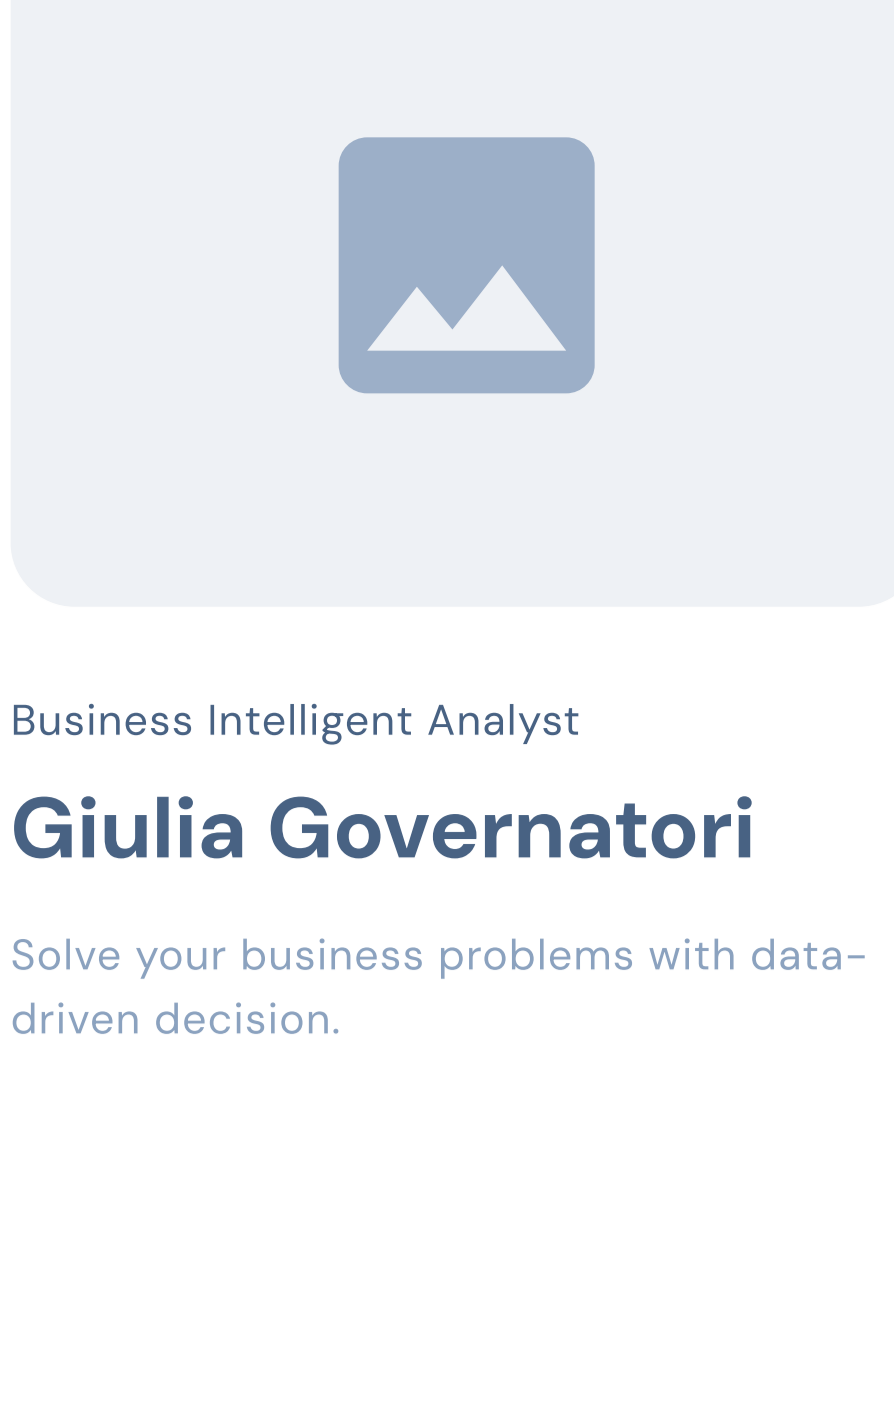 Business Intelligent Analyst
Giulia Governatori
Solve your business problems with data-
driven decision.